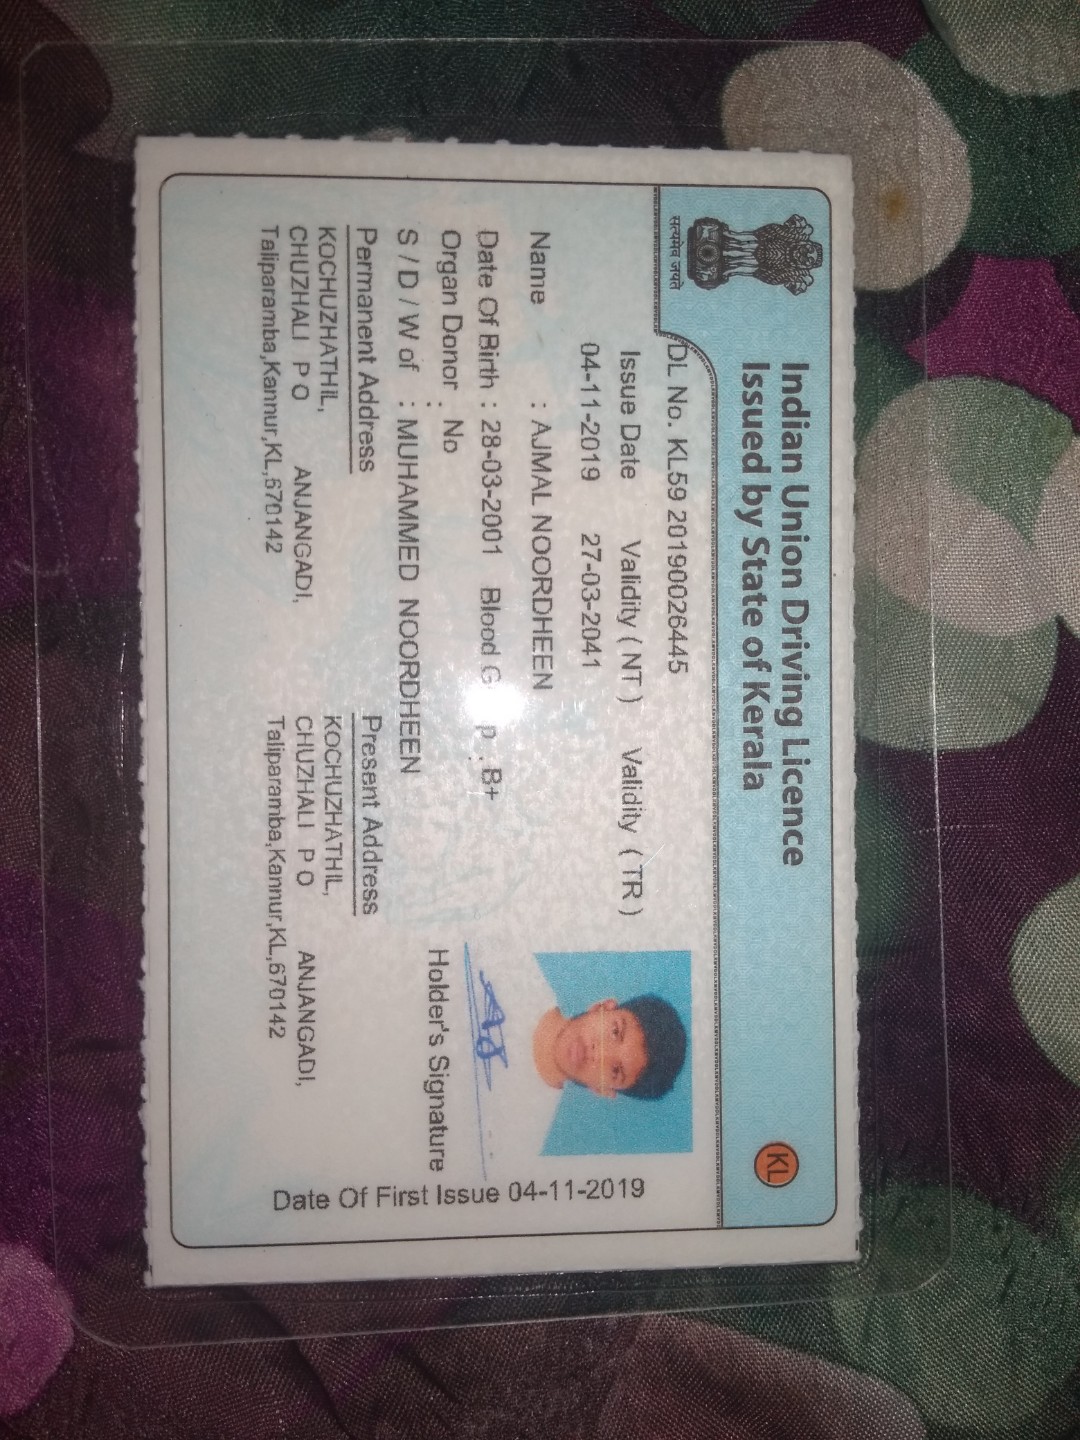 Indian Union Driving Licence
Issued by State of Kerala
KL
सत्यमेव जयते
DL No. KL59 20190026445
Issue Date Validity ( NT ) Validity ( TR )
04-11-2019 27-03-2041
Name : AJMAL NOORDHEEN
Date Of Birth : 28-03-2001 Blood : B+
Organ Donor : No
S / D / W of : MUHAMMED NOORDHEEN
Holder's Signature
Permanent Address
KOCHUZHATHIL,
CHUZHALI P O ANJANGADI,
Taliparamba,Kannur,KL,670142
Present Address
KOCHUZHATHIL,
CHUZHALI P O ANJANGADI,
Taliparamba,Kannur,KL,670142
Date Of First Issue 04-11-2019